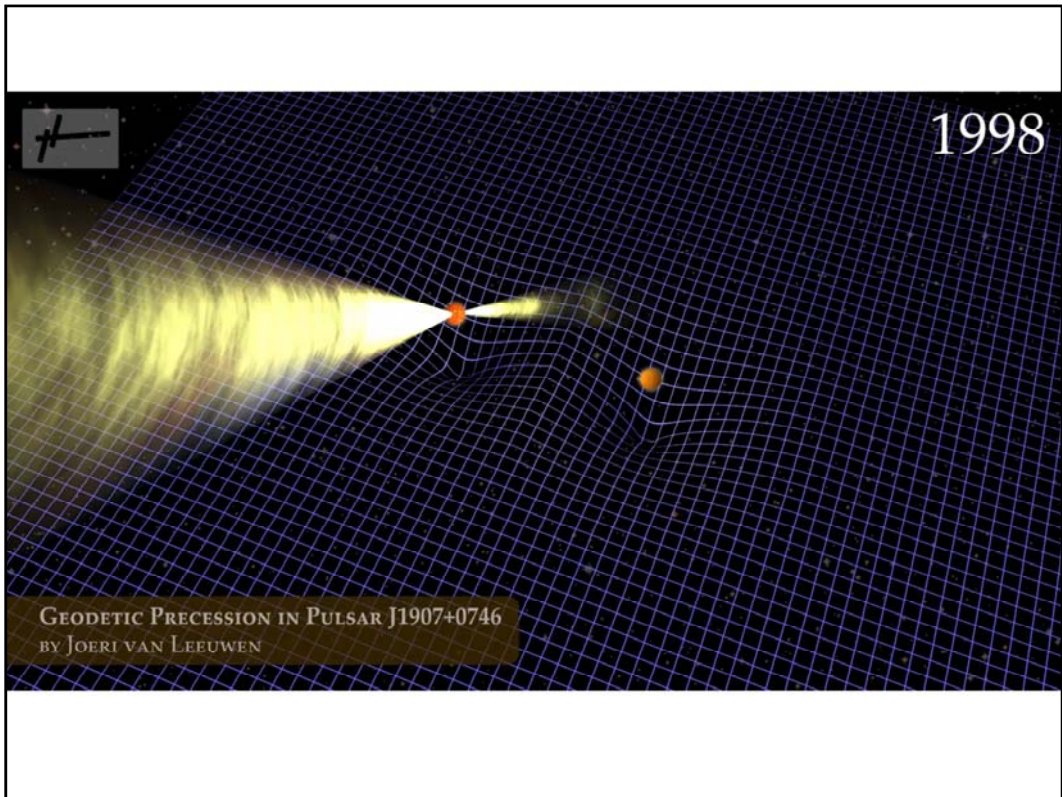 1998
GEODETIC PRECESSION IN PULSAR J1907+0746
BY JOERI VAN LEEUWEN